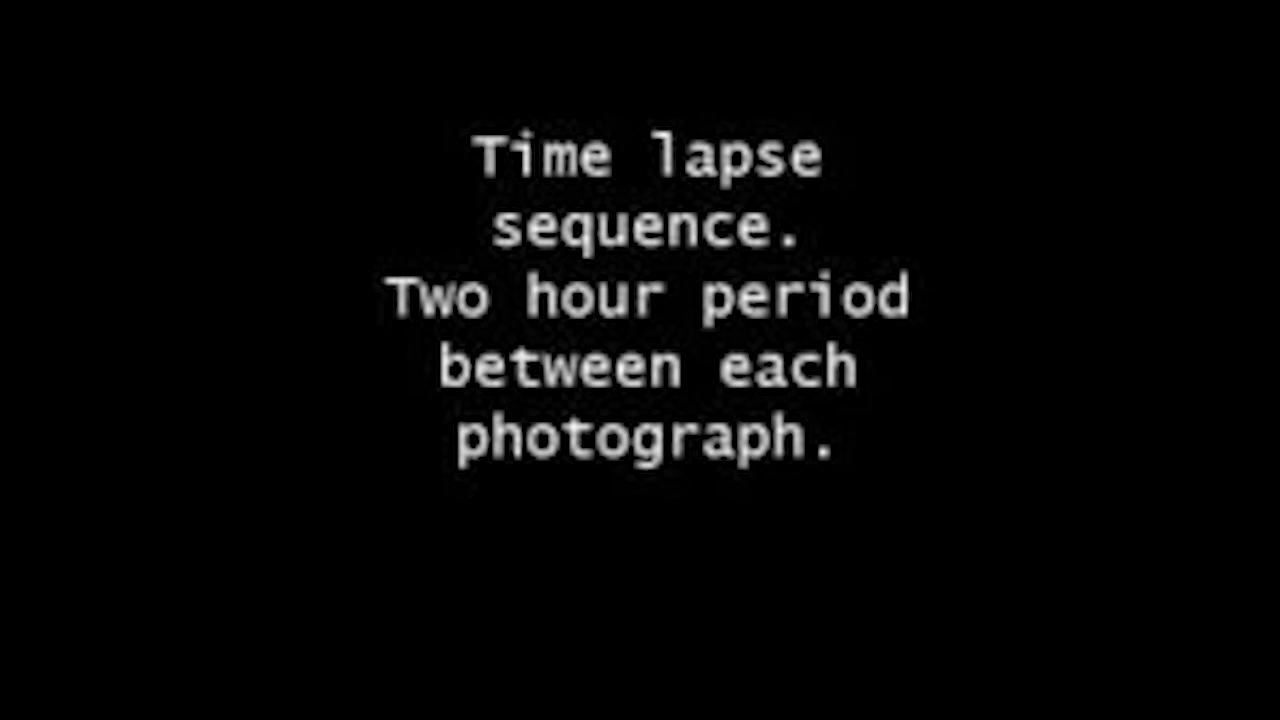 Time lapse
sequence.
Two hour period
between each
photograph.